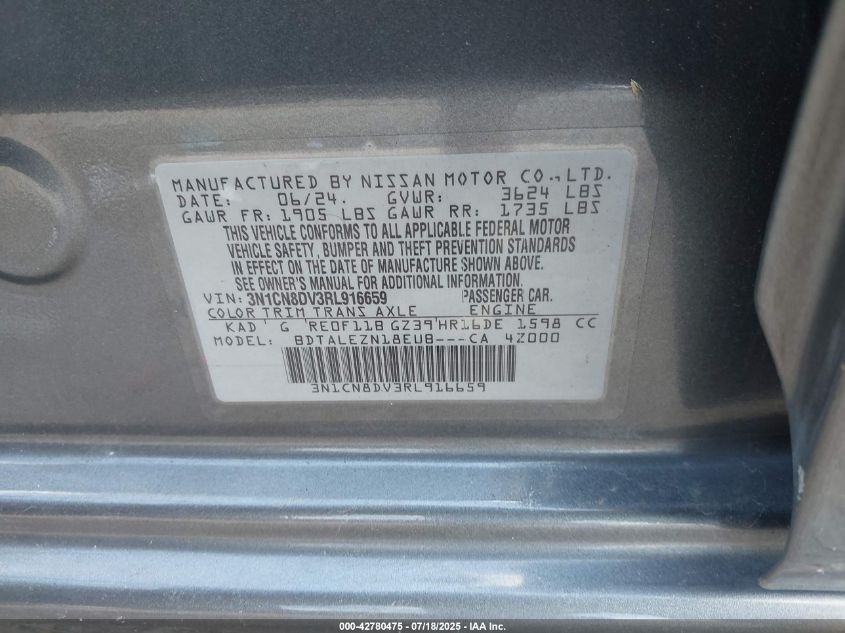 MANUFACTURED BY NISSAN MOTOR CO.,LTD.
DATE: 06/24. GVWR: 3624 LBS
GAWR FR: 1905 LBS GAWR RR: 1735 LBS
THIS VEHICLE CONFORMS TO ALL APPLICABLE FEDERAL MOTOR
VEHICLE SAFETY, BUMPER AND THEFT PREVENTION STANDARDS
IN EFFECT ON THE DATE OF MANUFACTURE SHOWN ABOVE.
SEE OWNER'S MANUAL FOR ADDITIONAL INFORMATION.
VIN: 3N1CN8DV3RL916659 PASSENGER CAR.
COLOR TRIM TRANS AXLE ENGINE
KAD G RE0F11B GZ39 HR16DE 1598 CC
MODEL: BDTALEZN18EUB---CA 4Z000
3N1CN8DV3RL916659
000-42780475 - 07/18/2025 - IAA Inc.